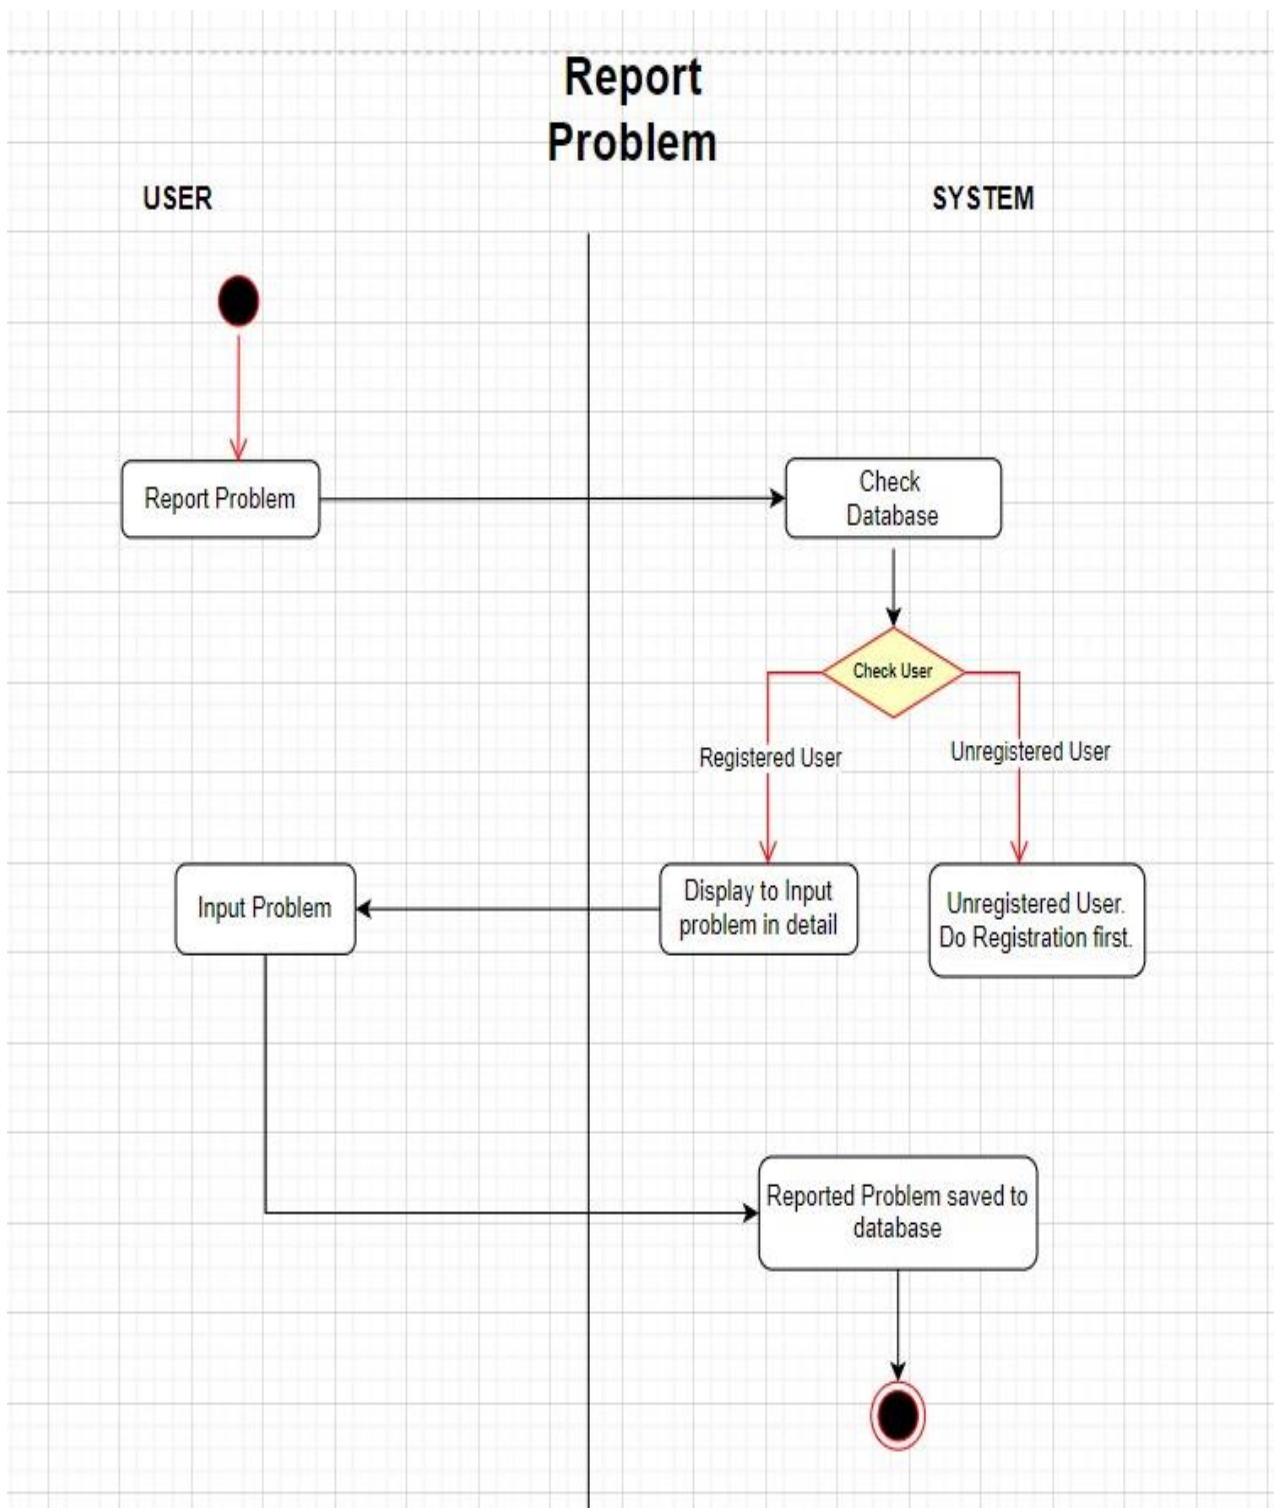 Report
Problem
USER
SYSTEM
Report Problem
Check
Database
Check User
Registered User
Unregistered User
Input Problem
Display to Input
problem in detail
Unregistered User.
Do Registration first.
Reported Problem saved to
database